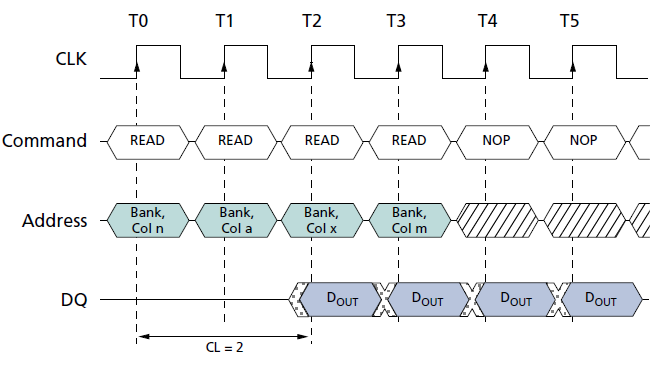 T0 T1 T2 T3 T4 T5
CLK
Command READ READ READ READ NOP NOP
Address Bank, Col n Bank, Col a Bank, Col x Bank, Col m
DQ DOUT DOUT DOUT DOUT
CL = 2